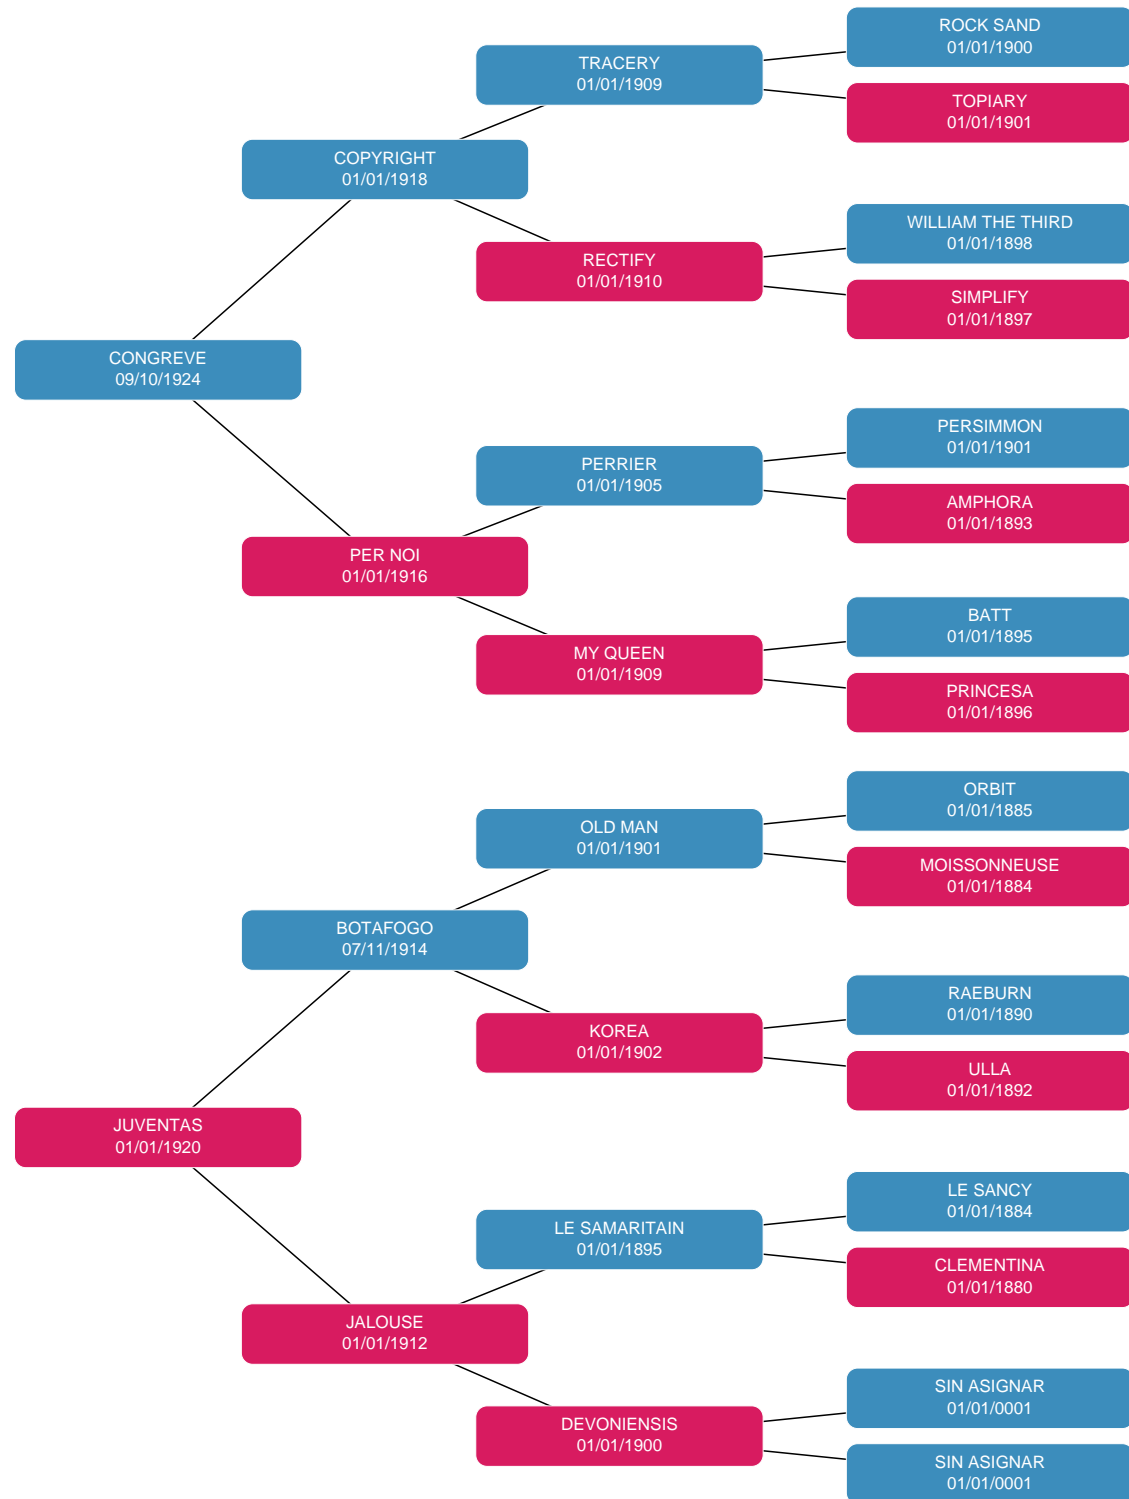 ROCK SAND
01/01/1900
TRACERY
01/01/1909
TOPIARY
01/01/1901
COPYRIGHT
01/01/1918
WILLIAM THE THIRD
01/01/1898
RECTIFY
01/01/1910
SIMPLIFY
01/01/1897
CONGREVE
09/10/1924
PERSIMMON
01/01/1901
PERRIER
01/01/1905
AMPHORA
01/01/1893
PER NOI
01/01/1916
BATT
01/01/1895
MY QUEEN
01/01/1909
PRINCESA
01/01/1896
ORBIT
01/01/1885
OLD MAN
01/01/1901
MOISSONNEUSE
01/01/1884
BOTAFOGO
07/11/1914
RAEBURN
01/01/1890
KOREA
01/01/1902
ULLA
01/01/1892
JUVENTAS
01/01/1920
LE SANCY
01/01/1884
LE SAMARITAIN
01/01/1895
CLEMENTINA
01/01/1880
JALOUSE
01/01/1912
SIN ASIGNAR
01/01/0001
DEVONIENSIS
01/01/1900
SIN ASIGNAR
01/01/0001